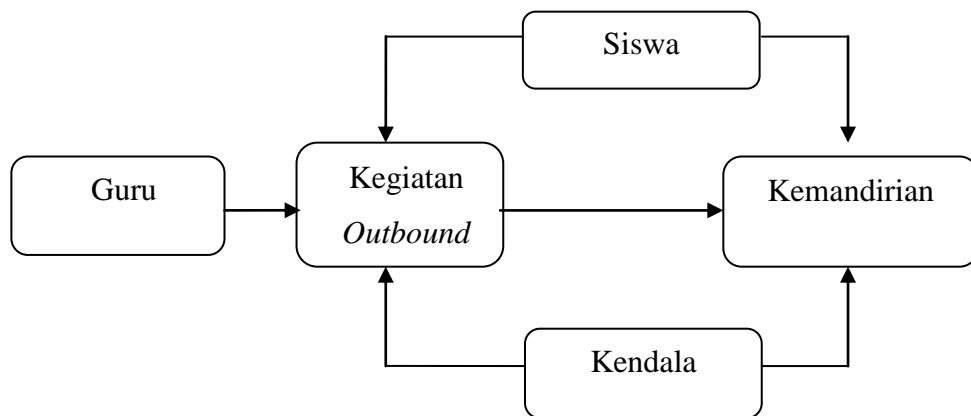 Siswa
Guru
Kegiatan
Outbound
Kemandirian
Kendala